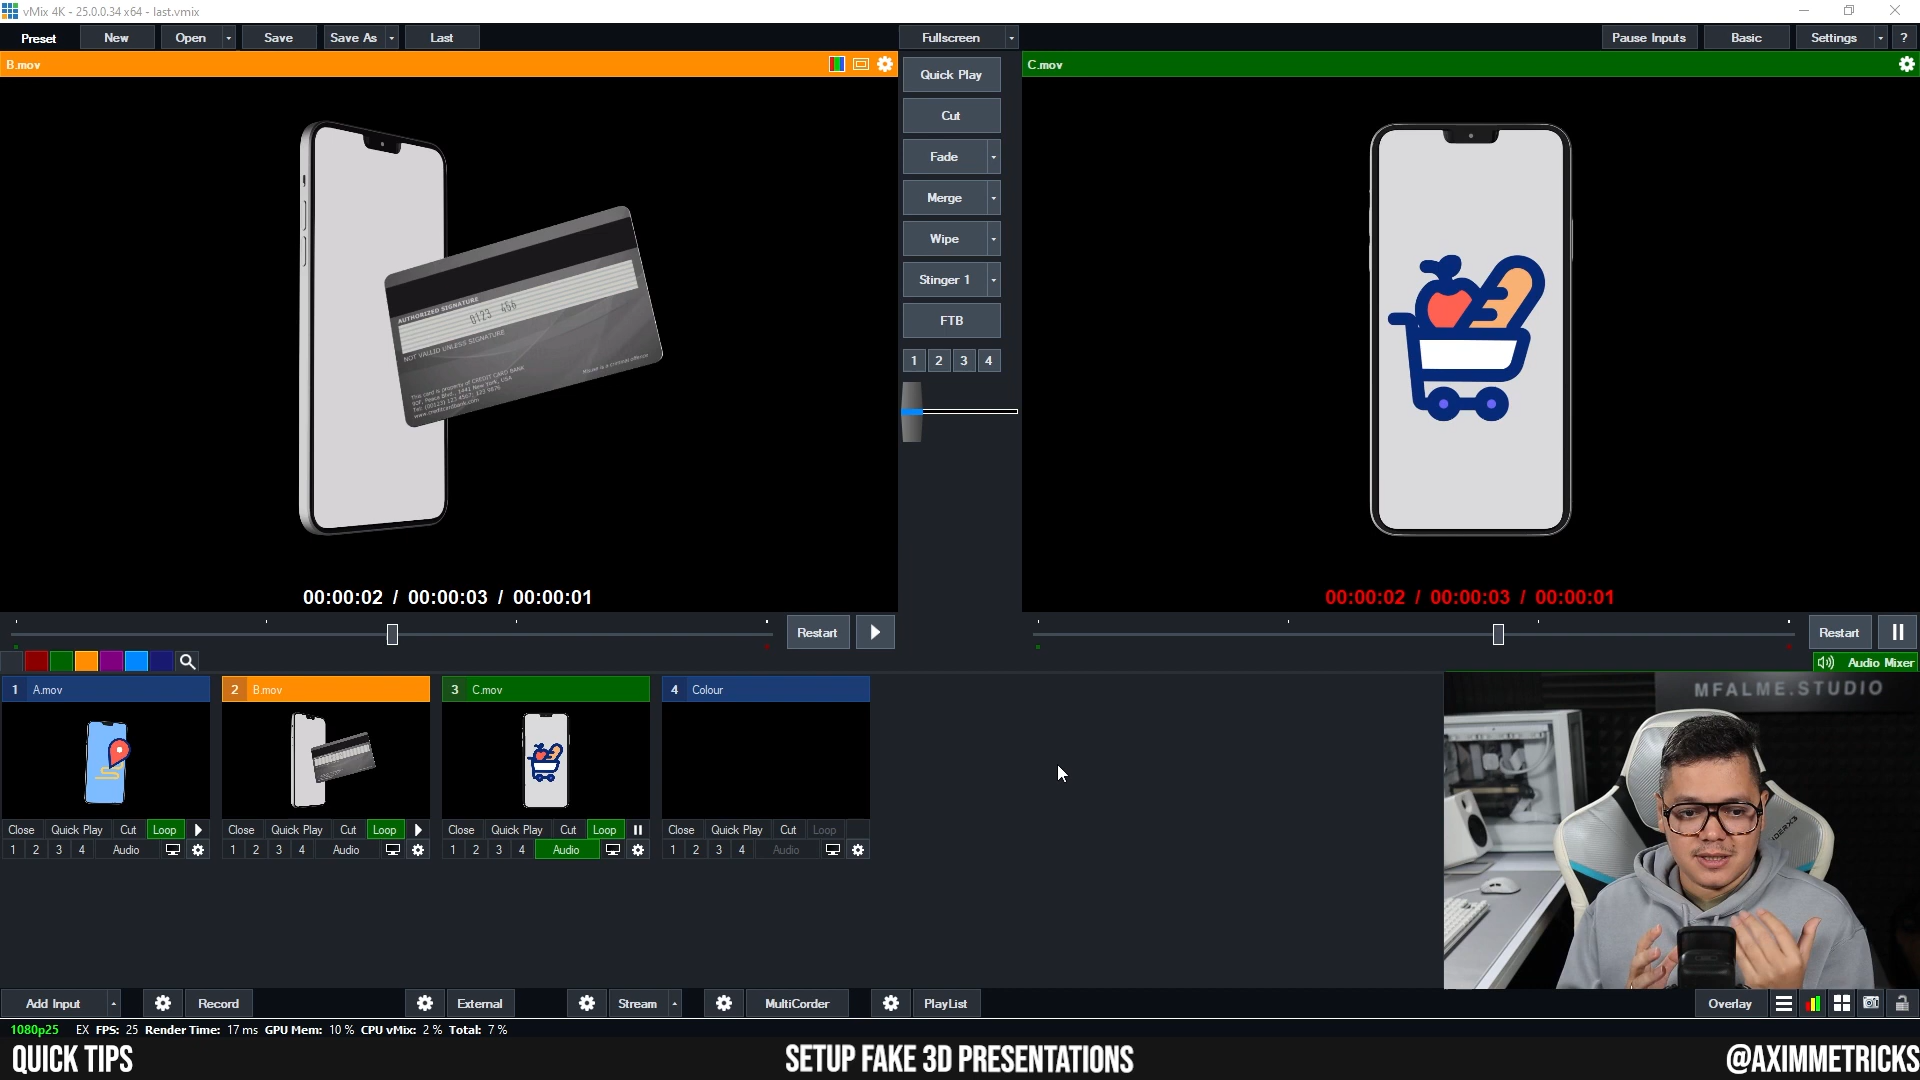 vMix 4K - 25.0.0.34 x64 - last.vmix
Preset New Open Save Save As Last Fullscreen Pause Inputs Basic Settings ?
B.mov
C.mov
Quick Play
Cut
Fade
Merge
Wipe
Stinger 1
FTB
1 2 3 4
AUTHORIZED SIGNATURE
0123 456
NOT VALLID UNLESS SIGNATURE
00:00:02 / 00:00:03 / 00:00:01
00:00:02 / 00:00:03 / 00:00:01
Restart
Restart
Audio Mixer
1 A.mov
2 B.mov
3 C.mov
4 Colour
MFALME.STUDIO
Close Quick Play Cut Loop
Close Quick Play Cut Loop
Close Quick Play Cut Loop
Close Quick Play Cut Loop
1 2 3 4 Audio
1 2 3 4 Audio
1 2 3 4 Audio
1 2 3 4 Audio
Add Input Record External Stream MultiCorder PlayList Overlay
1080p25 EX FPS: 25 Render Time: 17 ms GPU Mem: 10 % CPU vMix: 2 % Total: 7 %
QUICK TIPS
SETUP FAKE 3D PRESENTATIONS
@AXIMMETRICKS